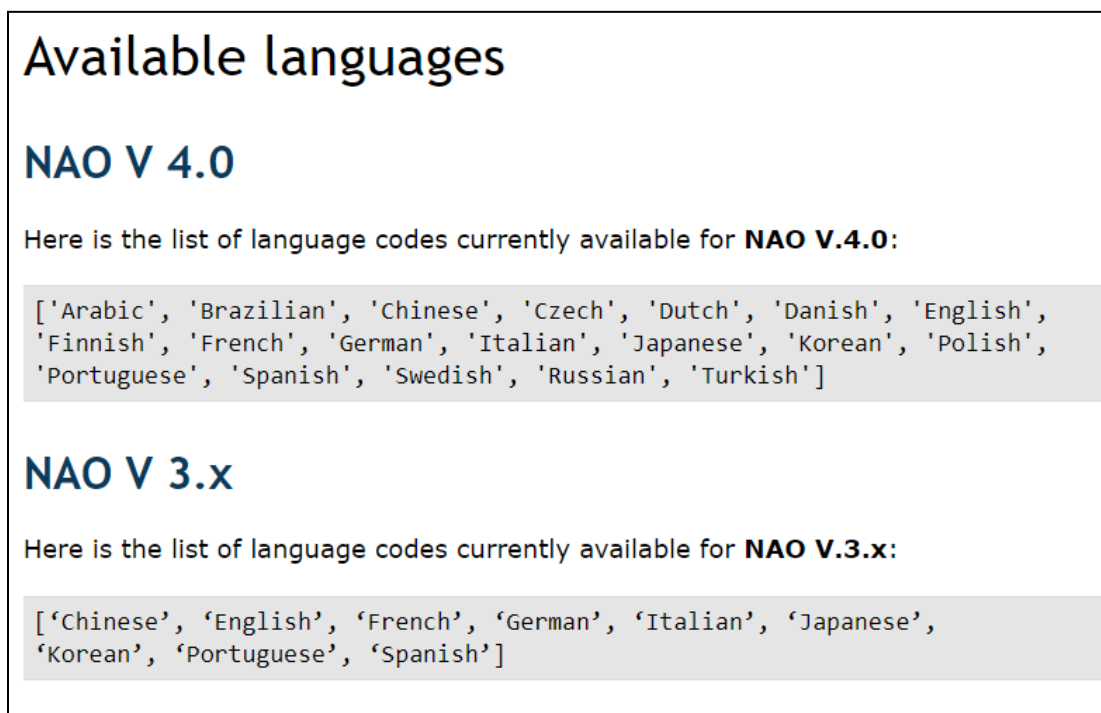 Available languages
NAO V 4.0
Here is the list of language codes currently available for NAO V.4.0:
['Arabic', 'Brazilian', 'Chinese', 'Czech', 'Dutch', 'Danish', 'English',
'Finnish', 'French', 'German', 'Italian', 'Japanese', 'Korean', 'Polish',
'Portuguese', 'Spanish', 'Swedish', 'Russian', 'Turkish']
NAO V 3.x
Here is the list of language codes currently available for NAO V.3.x:
[‘Chinese’, ‘English’, ‘French’, ‘German’, ‘Italian’, ‘Japanese’,
‘Korean’, ‘Portuguese’, ‘Spanish’]